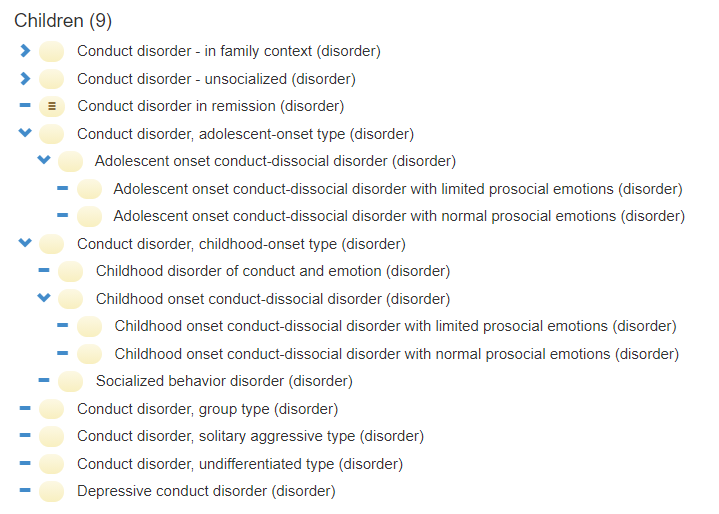 Children (9)
Conduct disorder - in family context (disorder)
Conduct disorder - unsocialized (disorder)
Conduct disorder in remission (disorder)
Conduct disorder, adolescent-onset type (disorder)
Adolescent onset conduct-dissocial disorder (disorder)
Adolescent onset conduct-dissocial disorder with limited prosocial emotions (disorder)
Adolescent onset conduct-dissocial disorder with normal prosocial emotions (disorder)
Conduct disorder, childhood-onset type (disorder)
Childhood disorder of conduct and emotion (disorder)
Childhood onset conduct-dissocial disorder (disorder)
Childhood onset conduct-dissocial disorder with limited prosocial emotions (disorder)
Childhood onset conduct-dissocial disorder with normal prosocial emotions (disorder)
Socialized behavior disorder (disorder)
Conduct disorder, group type (disorder)
Conduct disorder, solitary aggressive type (disorder)
Conduct disorder, undifferentiated type (disorder)
Depressive conduct disorder (disorder)